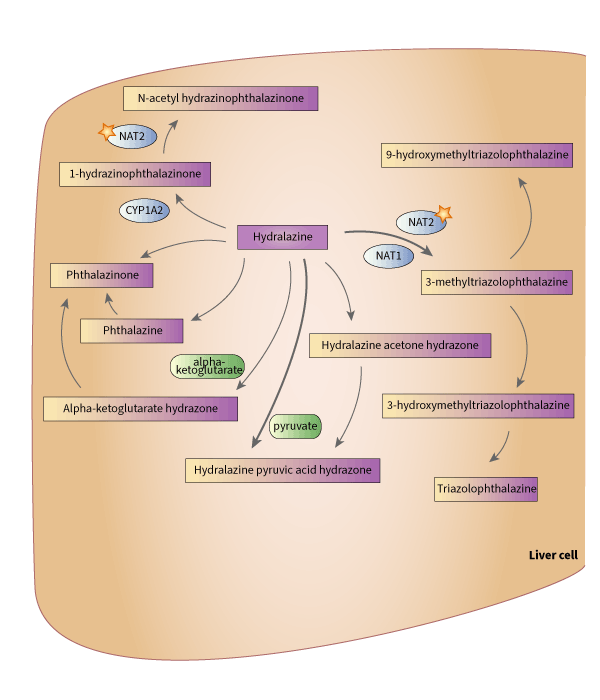 N-acetyl hydrazinophthalazinone
NAT2
1-hydrazinophthalazinone
9-hydroxymethyltriazolophthalazine
CYP1A2
NAT2
Hydralazine
NAT1
Phthalazinone
3-methyltriazolophthalazine
Phthalazine
Hydralazine acetone hydrazone
alpha-
ketoglutarate
Alpha-ketoglutarate hydrazone
3-hydroxymethyltriazolophthalazine
pyruvate
Hydralazine pyruvic acid hydrazone
Triazolophthalazine
Liver cell